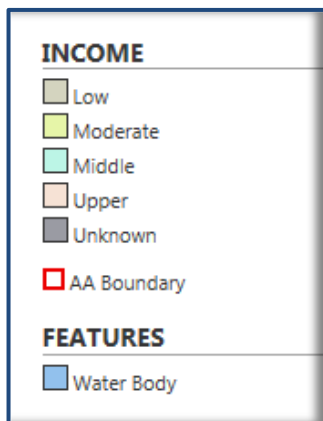 INCOME
Low
Moderate
Middle
Upper
Unknown
AA Boundary
FEATURES
Water Body